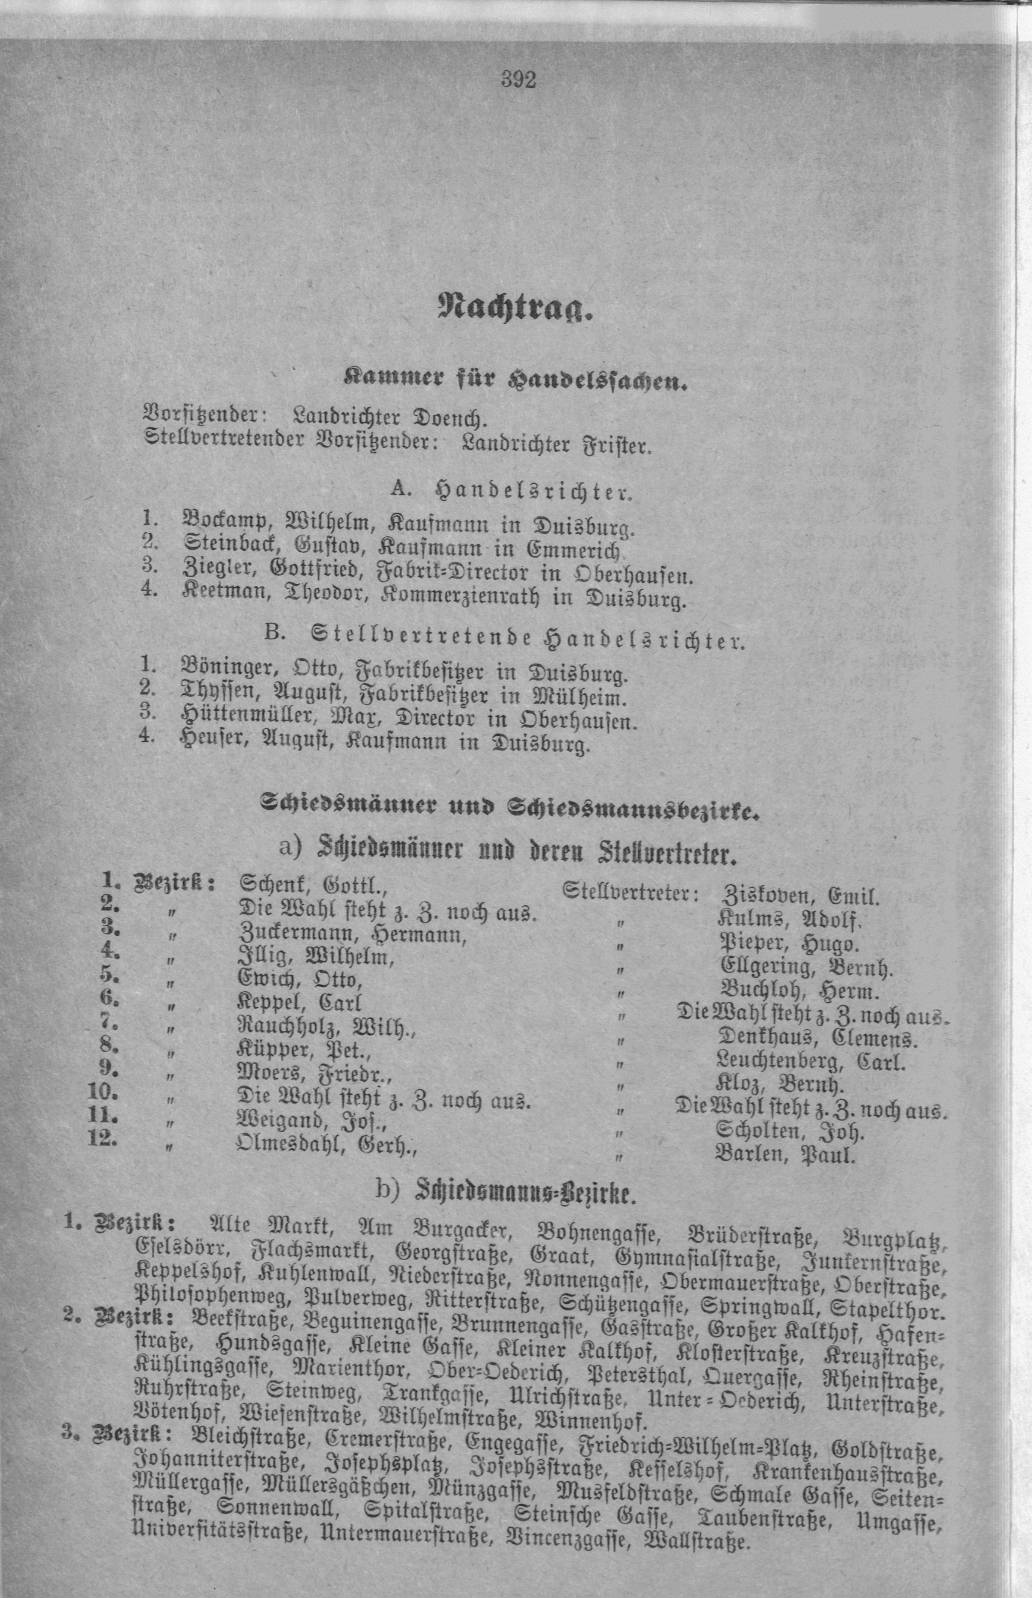 392
Nachtrag.
Kammer für Handelssachen.
Vorsitzender: Landrichter Doench.
Stellvertretender Vorsitzender: Landrichter Frister.
A. Handelsrichter.
1. Bockamp, Wilhelm, Kaufmann in Duisburg.
2. Steinback, Gustav, Kaufmann in Emmerich
3. Ziegler, Gottfried, Fabrik-Director in Oberhausen.
4. Keetman, Theodor, Kommerzienrath in Duisburg.
B. Stellvertretende Handelsrichter.
1. Böninger, Otto, Fabrikbesitzer in Duisburg.
2. Thyssen, August, Fabrikbesitzer in Mülheim.
3. Hüttenmüller, Max, Director in Oberhausen.
4. Heuser, August, Kaufmann in Duisburg.
Schiedsmänner und Schiedsmannsbezirke.
a) Schiedsmänner und deren Stellvertreter.
1. Bezirk: Schenk, Gottl., Stellvertreter: Ziskoven, Emil.
2. " Die Wahl steht z. Z. noch aus. " Kulms, Adolf.
3. " Zuckermann, Hermann, " Pieper, Hugo.
4. " Illig, Wilhelm, " Ellgering, Bernh.
5. " Ewich, Otto, " Buchloh, Herm.
6. " Keppel, Carl " Die Wahl steht z. Z. noch aus.
7. " Rauchholz, Wilh., " Denkhaus, Clemens.
8. " Küpper, Pet., " Leuchtenberg, Carl.
9. " Moers, Friedr., " Kloz, Bernh.
10. " Die Wahl steht z. Z. noch aus. " Die Wahl steht z. Z. noch aus.
11. " Weigand, Jos., " Scholten, Joh.
12. " Olmesdahl, Gerh., " Barlen, Paul.
b) Schiedsmanns-Bezirke.
1. Bezirk: Alte Markt, Am Burgacker, Bohnengasse, Brüderstraße, Burgplatz,
Eselsdörr, Flachsmarkt, Georgstraße, Graat, Gymnasialstraße, Junkernstraße,
Keppelshof, Kuhlenwall, Niederstraße, Nonnengasse, Obermauerstraße, Oberstraße,
Philosophenweg, Pulverweg, Ritterstraße, Schützengasse, Springwall, Stapelthor.
2. Bezirk: Beekstraße, Beguinengasse, Brunnengasse, Gasstraße, Großer Kalkhof, Hafen-
straße, Hundsgasse, Kleine Gasse, Kleiner Kalkhof, Klosterstraße, Kreuzstraße,
Kühlingsgasse, Marienthor, Ober-Oederich, Petersthal, Quergasse, Rheinstraße,
Ruhrstraße, Steinweg, Trankgasse, Ulrichstraße, Unter-Oederich, Unterstraße,
Vötenhof, Wiesenstraße, Wilhelmstraße, Winnenhof.
3. Bezirk: Bleichstraße, Cremerstraße, Engegasse, Friedrich-Wilhelm-Platz, Goldstraße,
Johanniterstraße, Josephsplatz, Josephsstraße, Kesselshof, Krankenhausstraße,
Müllergasse, Müllersgäßchen, Münzgasse, Musfeldstraße, Schmale Gasse, Seiten-
straße, Sonnenwall, Spitalstraße, Steinsche Gasse, Taubenstraße, Umgasse,
Universitätsstraße, Untermauerstraße, Vincenzgasse, Wallstraße.